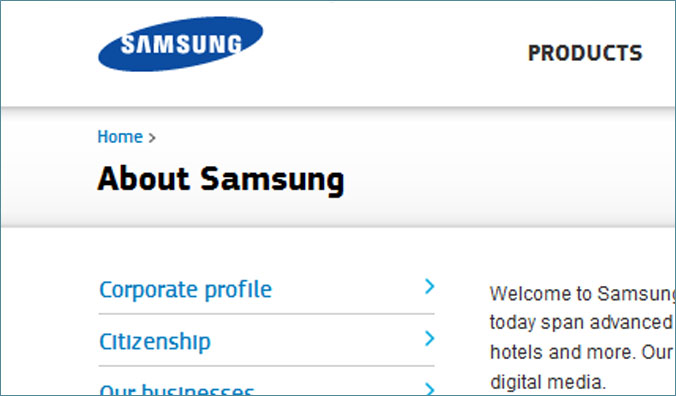 SAMSUNG
PRODUCTS
Home >
About Samsung
Corporate profile >
Citizenship >
Our businesses >
Welcome to Samsung
today span advanced
hotels and more. Our
digital media.